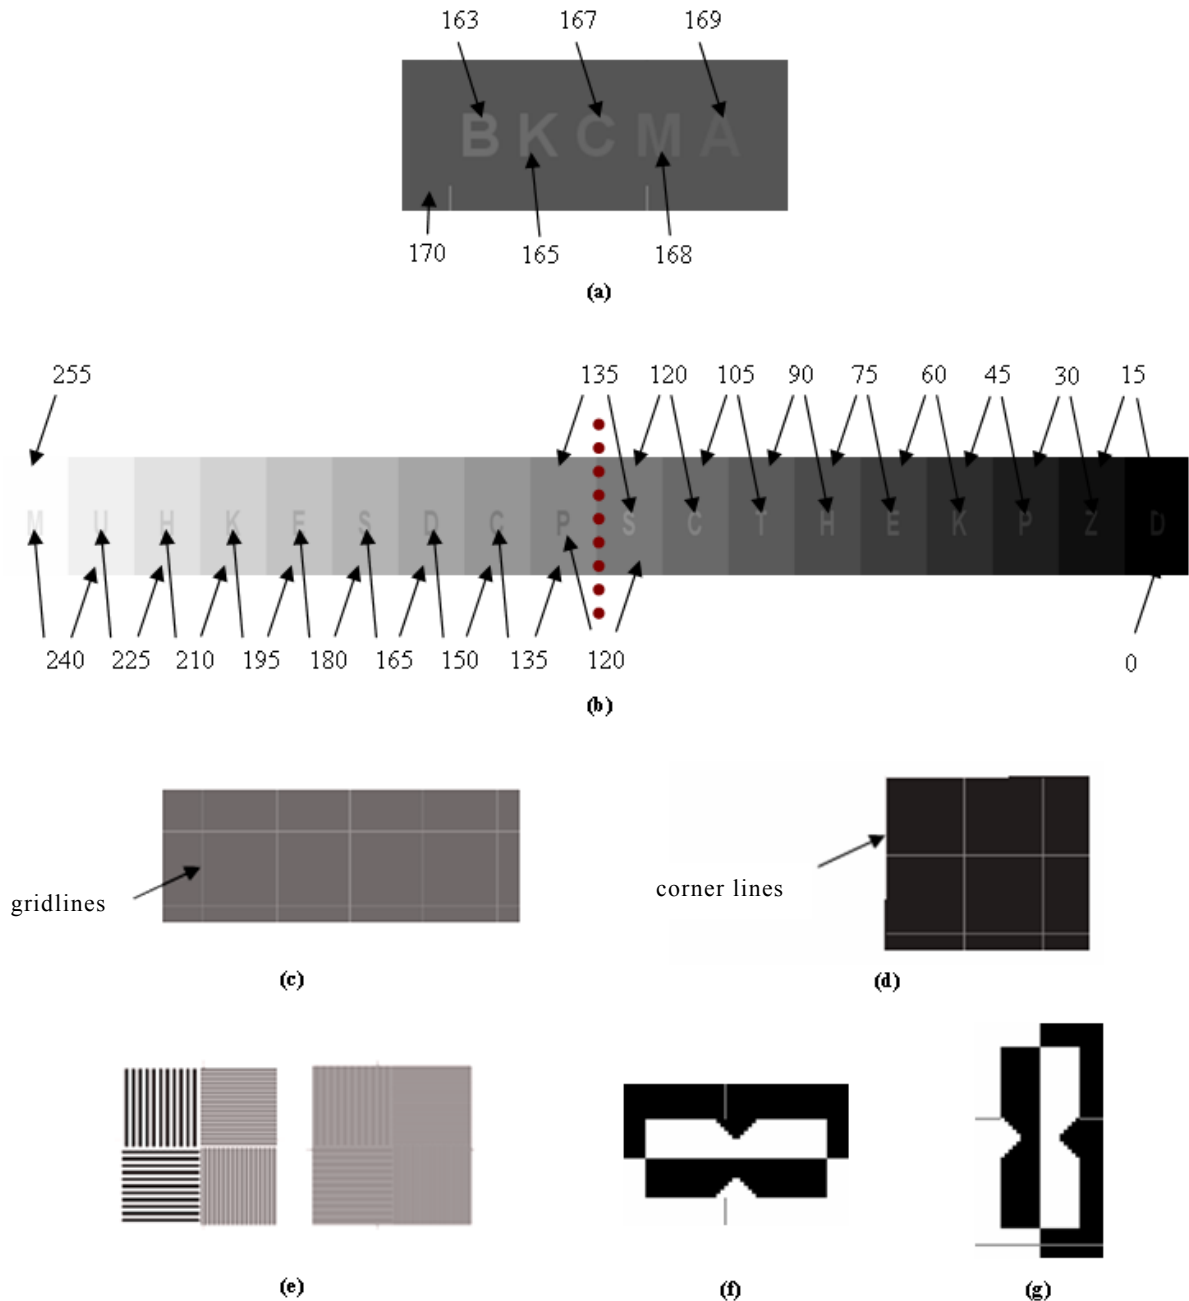 163 167 169
B K C M A
170 165 168
(a)
255 135 120 105 90 75 60 45 30 15
M U H K E S D C P S C T H E K P Z D
240 225 210 195 180 165 150 135 120 0
(b)
gridlines
corner lines
(c) (d)
(e) (f) (g)